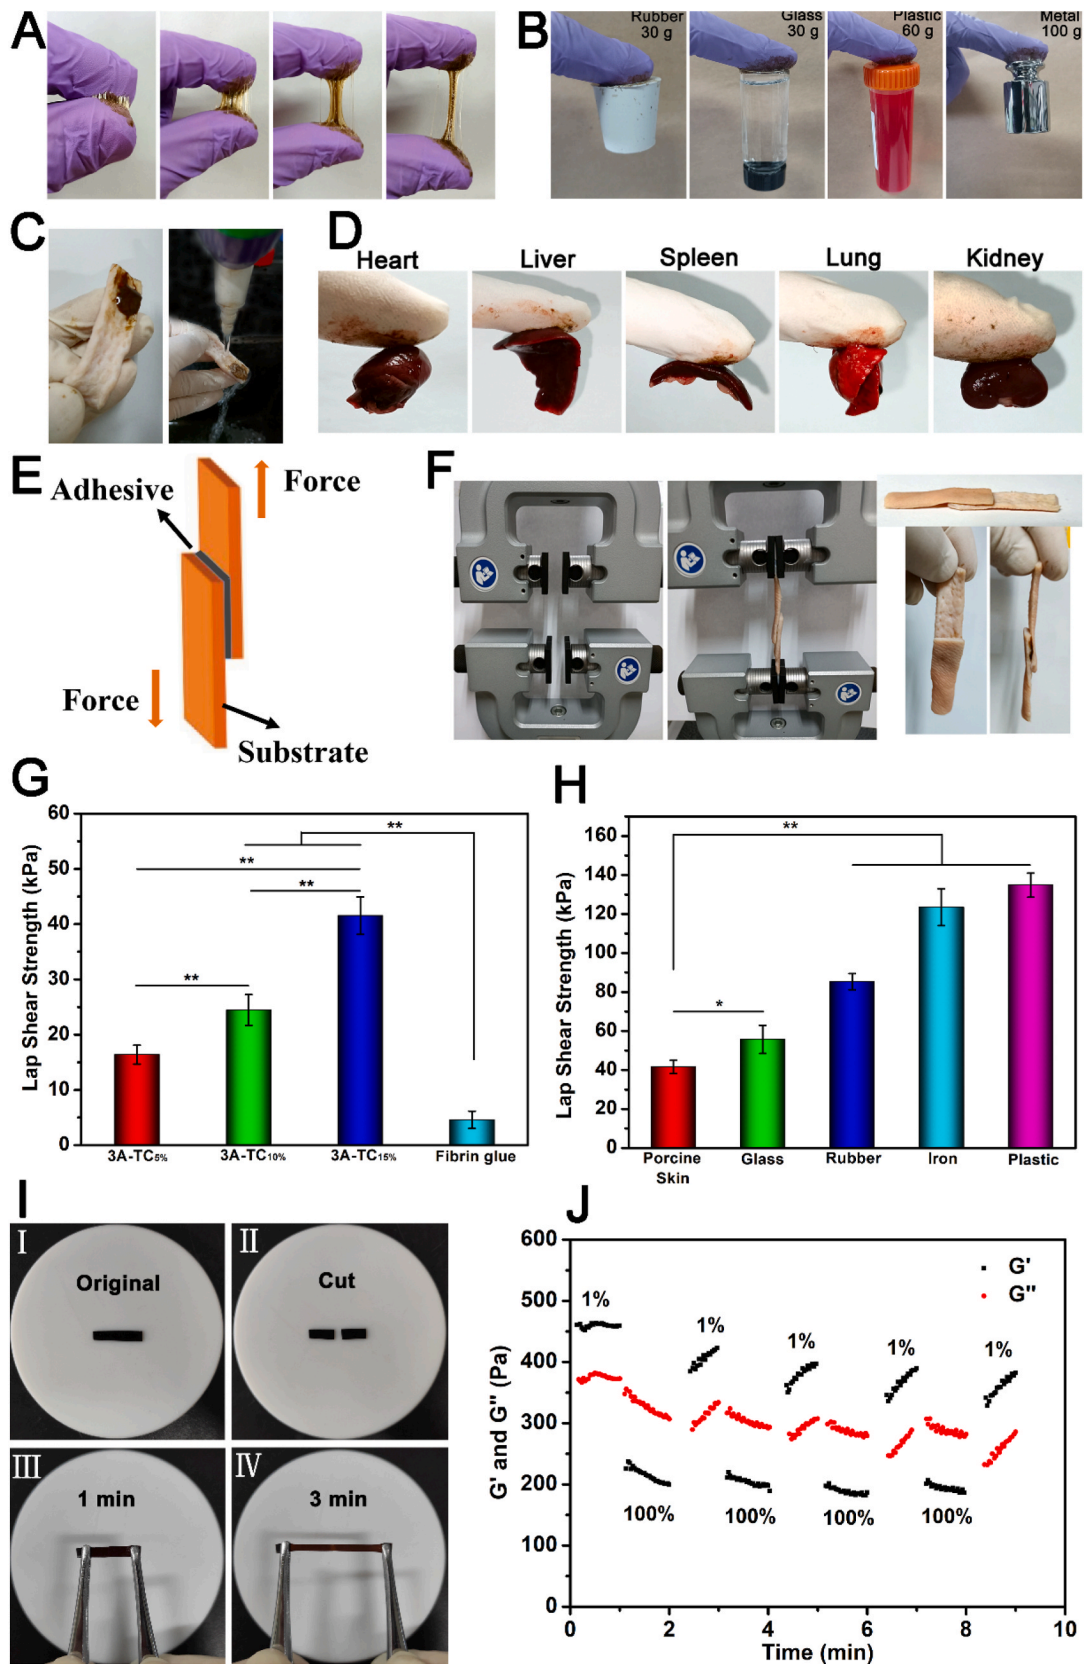 A
B
Rubber
30 g
Glass
30 g
Plastic
60 g
Metal
100 g
C
D
Heart
Liver
Spleen
Lung
Kidney
E
Adhesive
Force
Force
Substrate
F
G
Lap Shear Strength (kPa)
60
50
40
30
20
10
0
**
**
**
**
3A-TC5%
3A-TC10%
3A-TC15%
Fibrin glue
H
Lap Shear Strength (kPa)
160
140
120
100
80
60
40
20
0
**
*
Porcine
Skin
Glass
Rubber
Iron
Plastic
I
I
Original
II
Cut
III
1 min
IV
3 min
J
G' and G'' (Pa)
600
500
400
300
200
100
0
G'
G''
1%
1%
1%
1%
1%
100%
100%
100%
100%
0
2
4
6
8
10
Time (min)